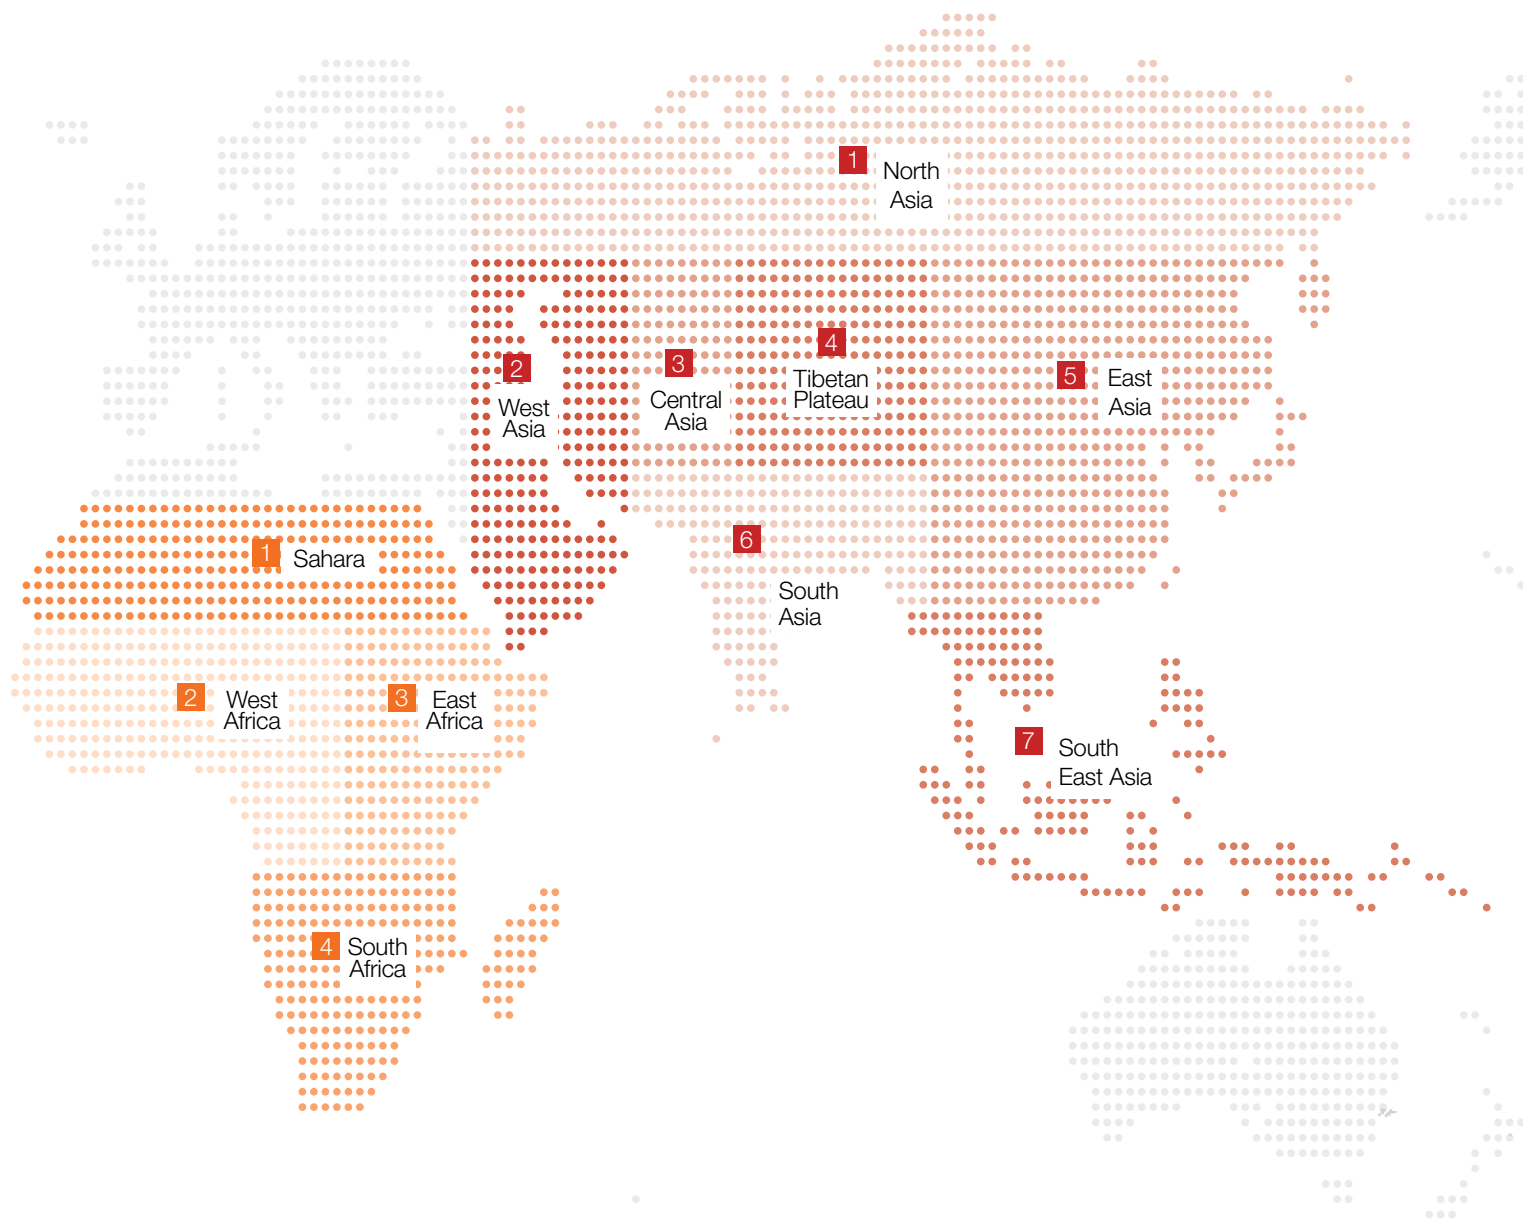 1
North
Asia
2
West
Asia
3
Central
Asia
4
Tibetan
Plateau
5
East
Asia
6
South
Asia
7
South
East Asia
1
Sahara
2
West
Africa
3
East
Africa
4
South
Africa